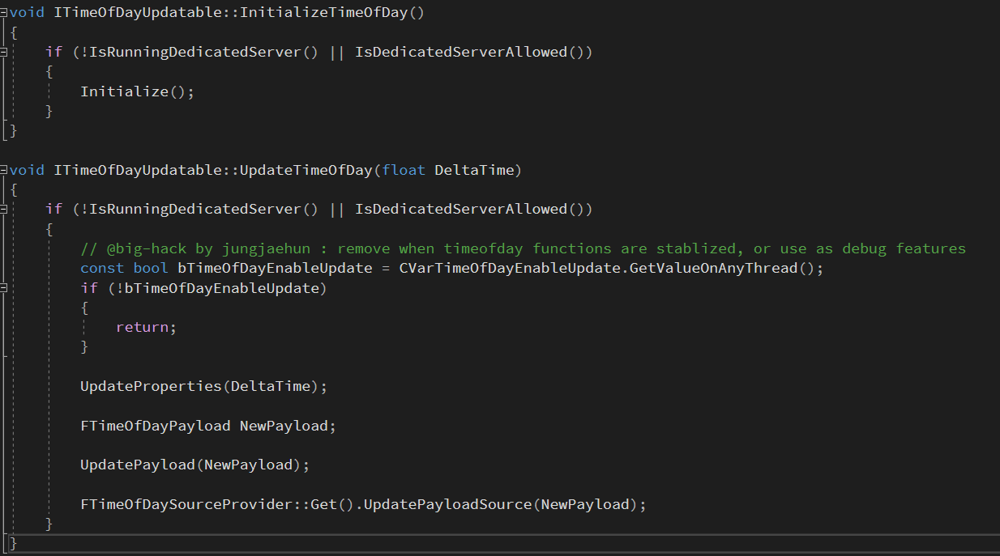 void ITimeOfDayUpdatable::InitializeTimeOfDay()
{
    if (!IsRunningDedicatedServer() || IsDedicatedServerAllowed())
    {
        Initialize();
    }
}

void ITimeOfDayUpdatable::UpdateTimeOfDay(float DeltaTime)
{
    if (!IsRunningDedicatedServer() || IsDedicatedServerAllowed())
    {
        // @big-hack by jungjaehun : remove when timeofday functions are stablized, or use as debug features
        const bool bTimeOfDayEnableUpdate = CVarTimeOfDayEnableUpdate.GetValueOnAnyThread();
        if (!bTimeOfDayEnableUpdate)
        {
            return;
        }

        UpdateProperties(DeltaTime);

        FTimeOfDayPayload NewPayload;

        UpdatePayload(NewPayload);

        FTimeOfDaySourceProvider::Get().UpdatePayloadSource(NewPayload);
    }
}